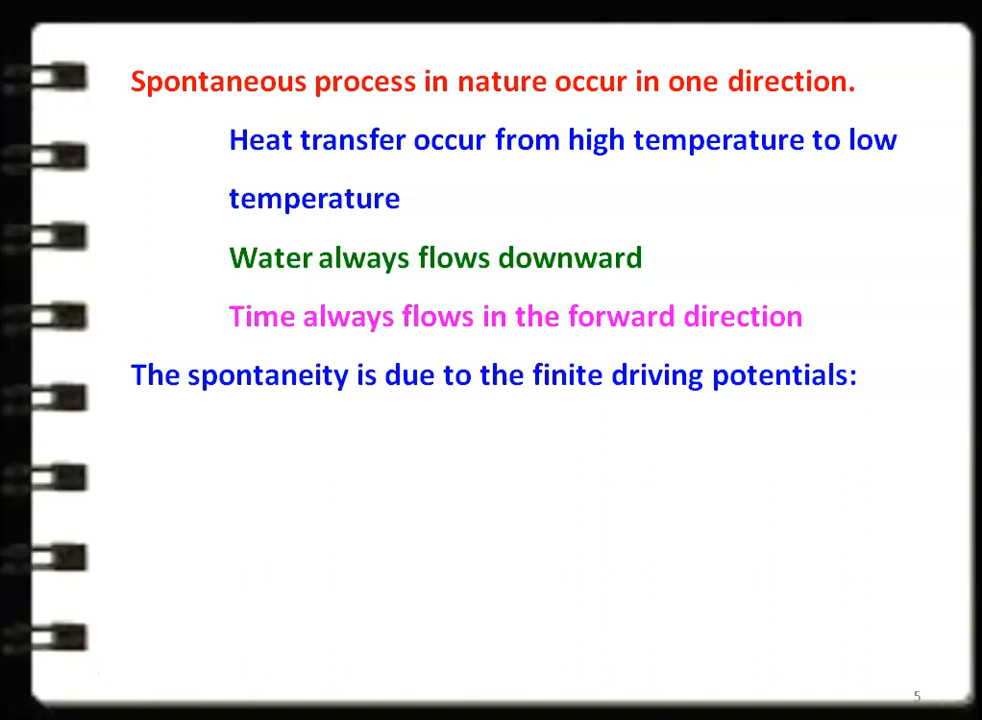 Spontaneous process in nature occur in one direction.
Heat transfer occur from high temperature to low
temperature
Water always flows downward
Time always flows in the forward direction
The spontaneity is due to the finite driving potentials:
5